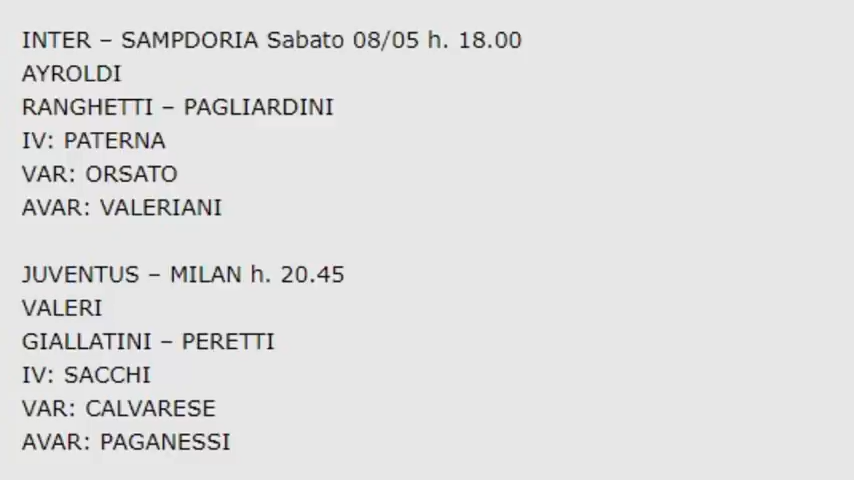 INTER – SAMPDORIA Sabato 08/05 h. 18.00
AYROLDI
RANGHETTI – PAGLIARDINI
IV: PATERNA
VAR: ORSATO
AVAR: VALERIANI
JUVENTUS – MILAN h. 20.45
VALERI
GIALLATINI – PERETTI
IV: SACCHI
VAR: CALVARESE
AVAR: PAGANESSI